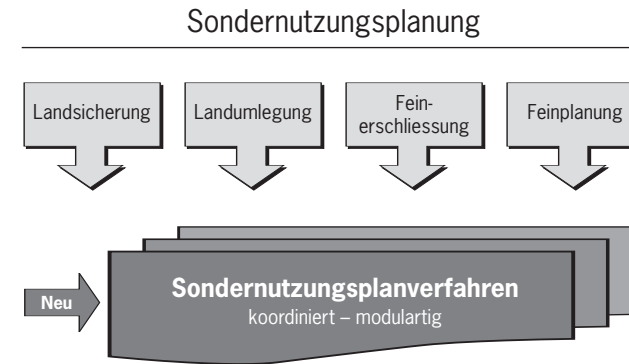 Sondernutzungsplanung
Landsicherung
Landumlegung
Fein-
erschliessung
Feinplanung
Neu
Sondernutzungsplanverfahren
koordiniert – modulartig